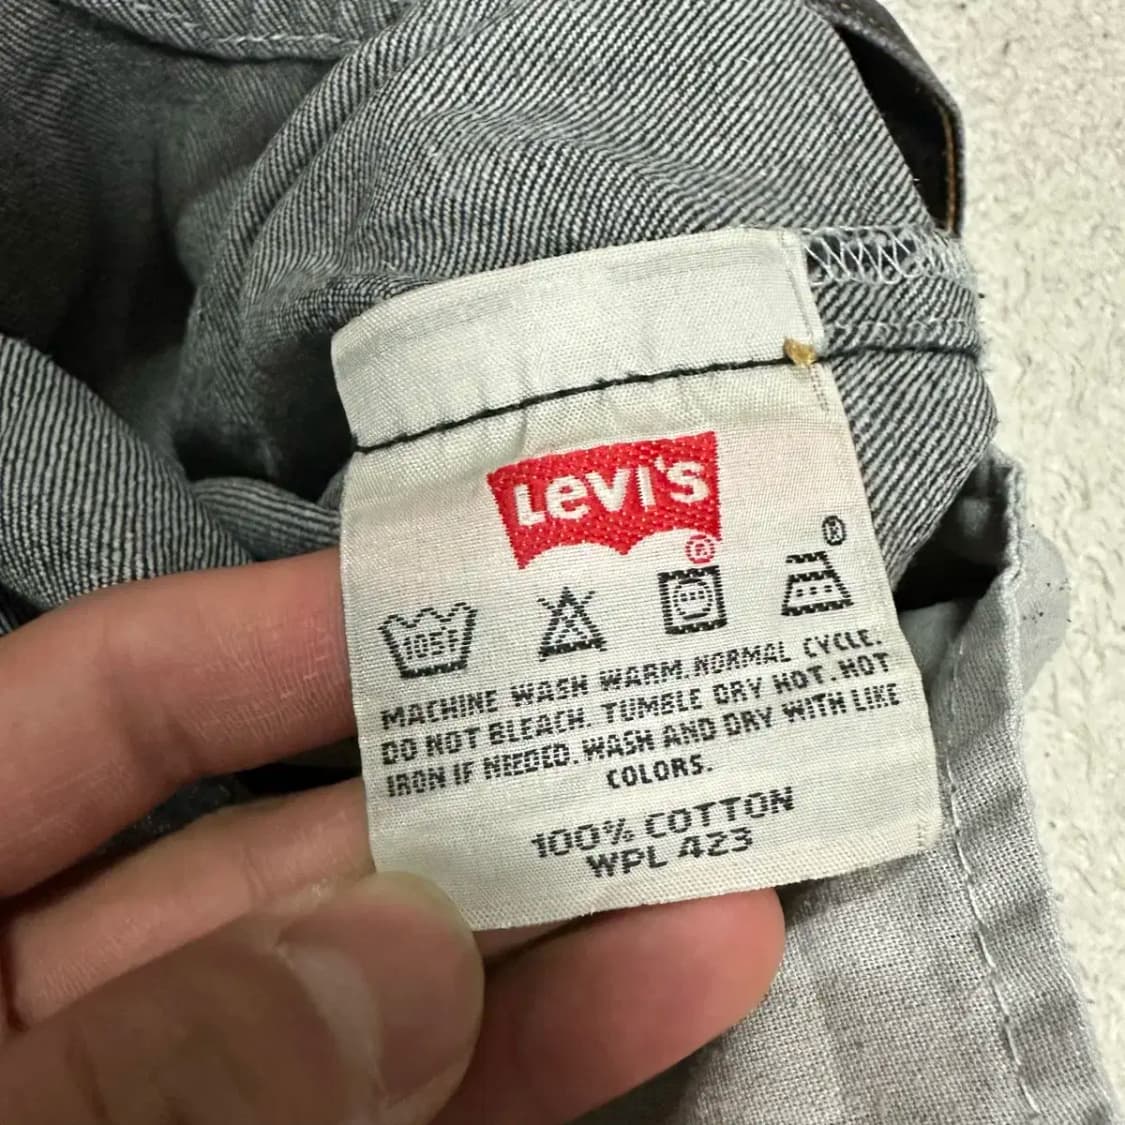 Levi's
®
®
105F
MACHINE WASH WARM. NORMAL CYCLE.
DO NOT BLEACH. TUMBLE DRY HOT. HOT
IRON IF NEEDED. WASH AND DRY WITH LIKE
COLORS.
100% COTTON
WPL 423